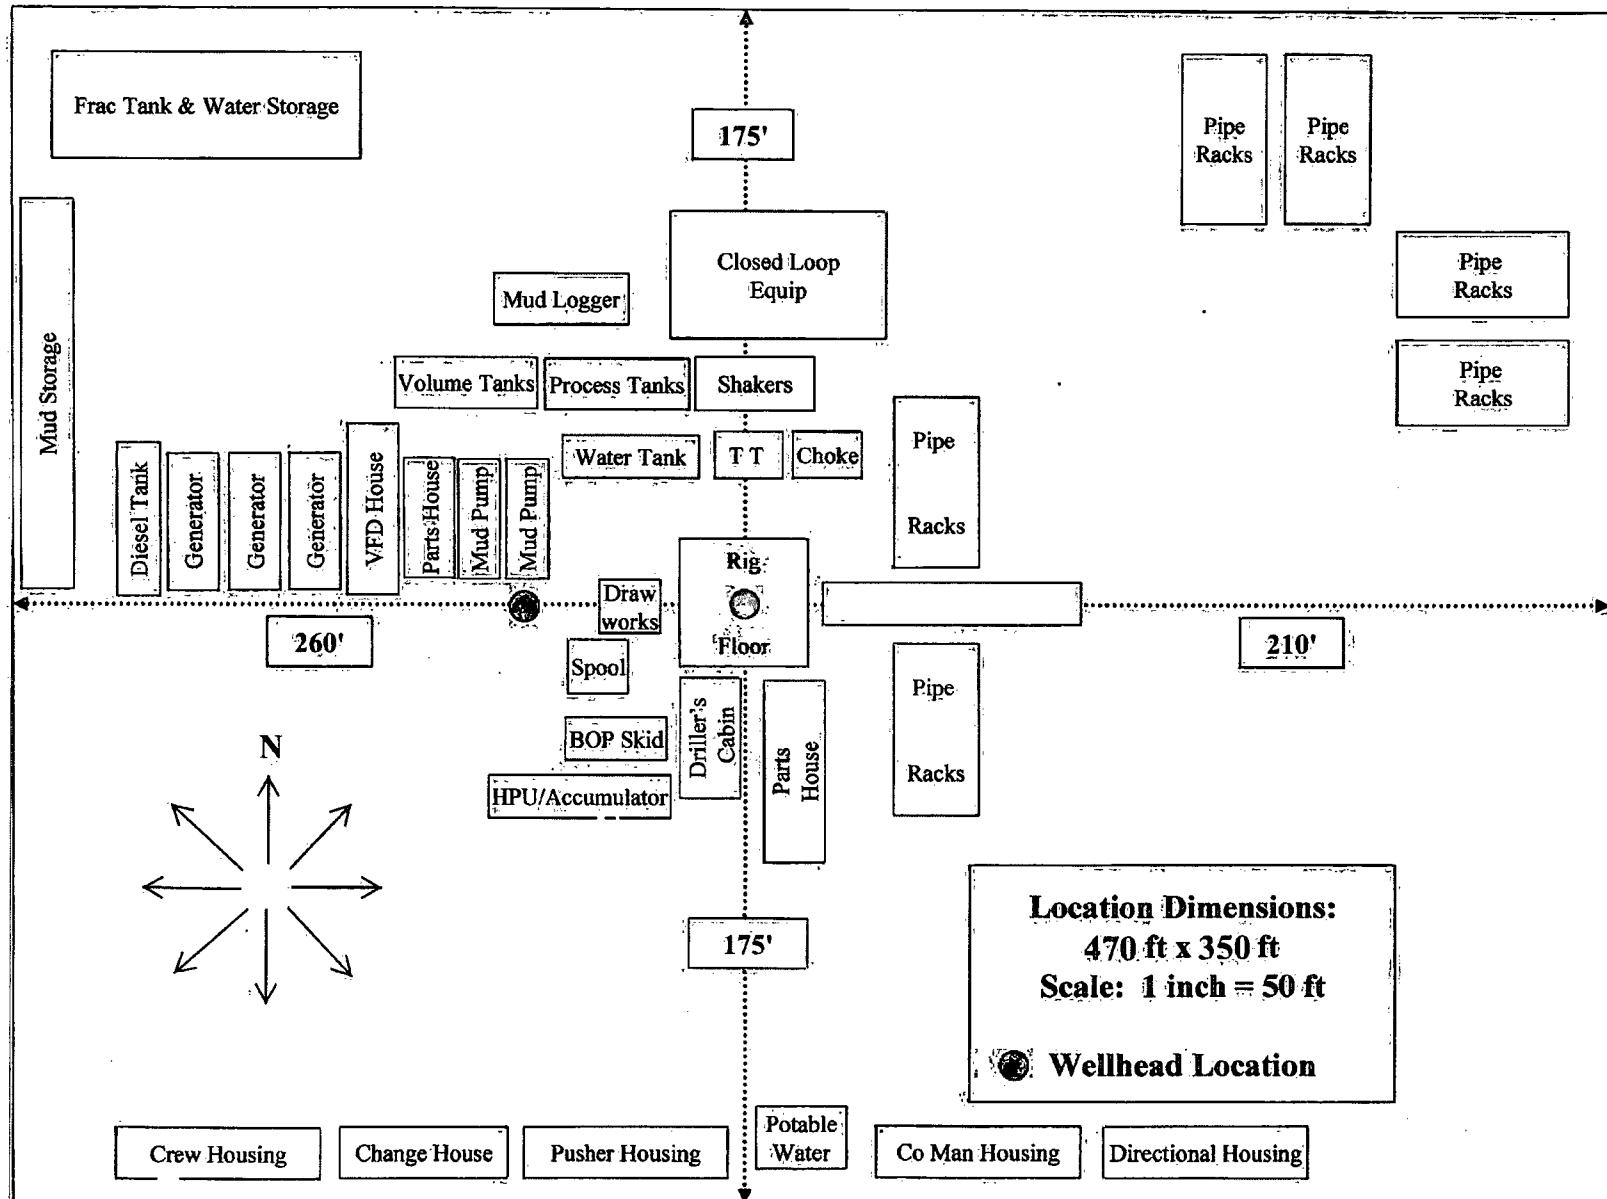 Frac Tank & Water Storage
175'
Pipe
Racks
Pipe
Racks
Closed Loop
Equip
Pipe
Racks
Mud Logger
Mud Storage
Volume Tanks
Process Tanks
Shakers
Pipe
Racks
Water Tank
T T
Choke
Pipe
Racks
Diesel Tank
Generator
Generator
Generator
VFD House
Parts House
Mud Pump
Mud Pump
Rig
Floor
Draw
works
260'
210'
Spool
Driller's
Cabin
Parts
House
Pipe
Racks
BOP Skid
HPU/Accumulator
N
175'
Location Dimensions:
470 ft x 350 ft
Scale: 1 inch = 50 ft
Wellhead Location
Crew Housing
Change House
Pusher Housing
Potable
Water
Co Man Housing
Directional Housing